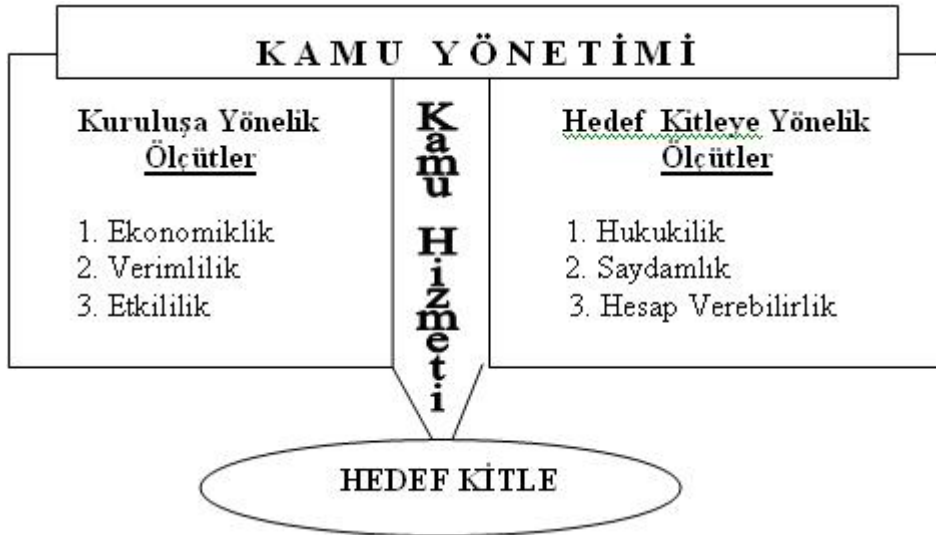 KAMU YÖNETİMİ
Kuruluşa Yönelik
Ölçütler
1. Ekonomiklik
2. Verimlilik
3. Etkililik
Kamu Hizmeti
Hedef Kitleye Yönelik
Ölçütler
1. Hukukilik
2. Saydamlık
3. Hesap Verebilirlik
HEDEF KİTLE